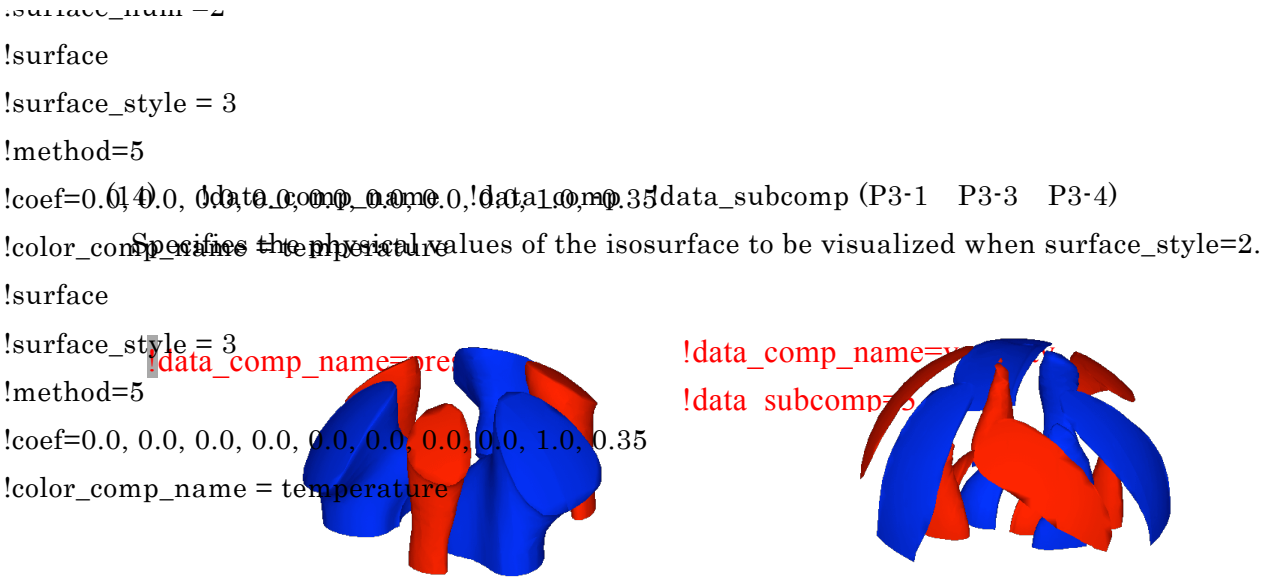 !surface_num =2
!surface
!surface_style = 3
!method=5
!coef=0.0, 0.0, 0.0, 0.0, 0.0, 0.0, 0.0, 0.0, 1.0, -0.35
(14) !data_comp_name !data_comp !data_subcomp (P3-1 P3-3 P3-4)
!color_comp_name = temperature
Specifies the physical values of the isosurface to be visualized when surface_style=2.
!surface
!surface_style = 3
!data_comp_name=pres
!data_comp_name=v
!method=5
!data_subcomp=3
!coef=0.0, 0.0, 0.0, 0.0, 0.0, 0.0, 0.0, 0.0, 1.0, 0.35
!color_comp_name = temperature